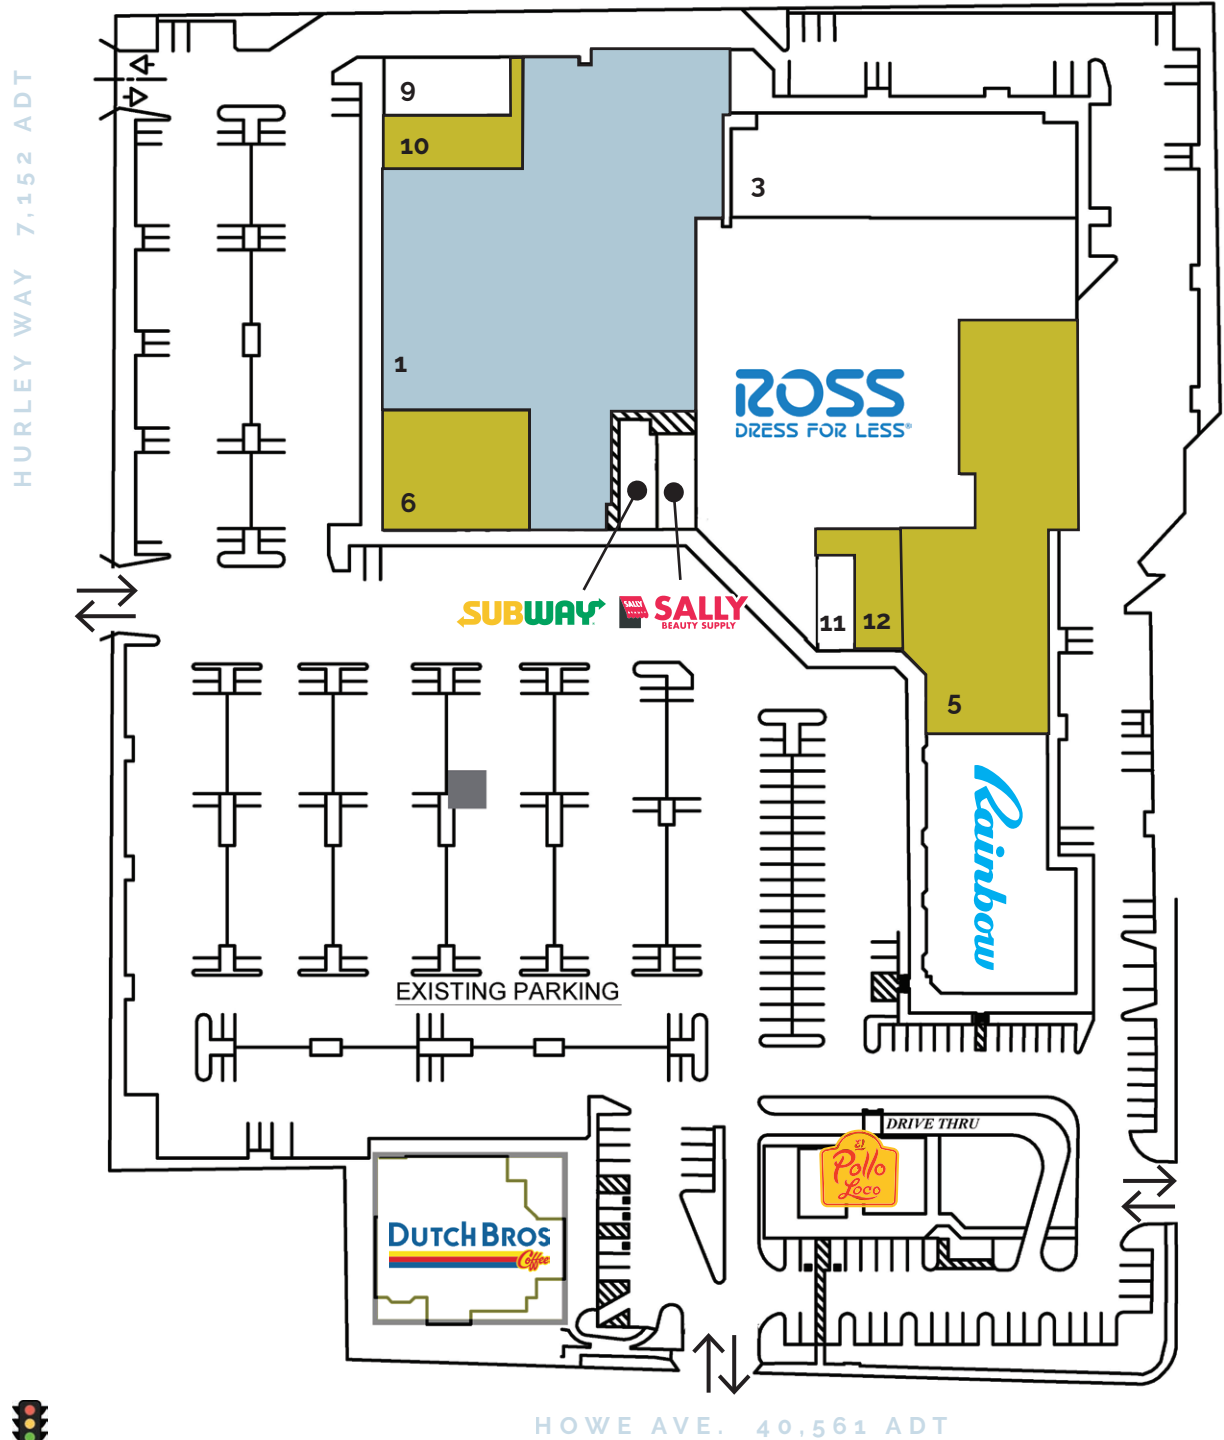 HURLEY WAY 7,152 ADT
9
10
3
1
ROSS
DRESS FOR LESS®
6
SUBWAY
SALLY
SALLY
BEAUTY SUPPLY
11
12
5
Rainbow
EXISTING PARKING
DRIVE THRU
El
Pollo
Loco
DUTCH BROS
Coffee
HOWE AVE. 40,561 ADT